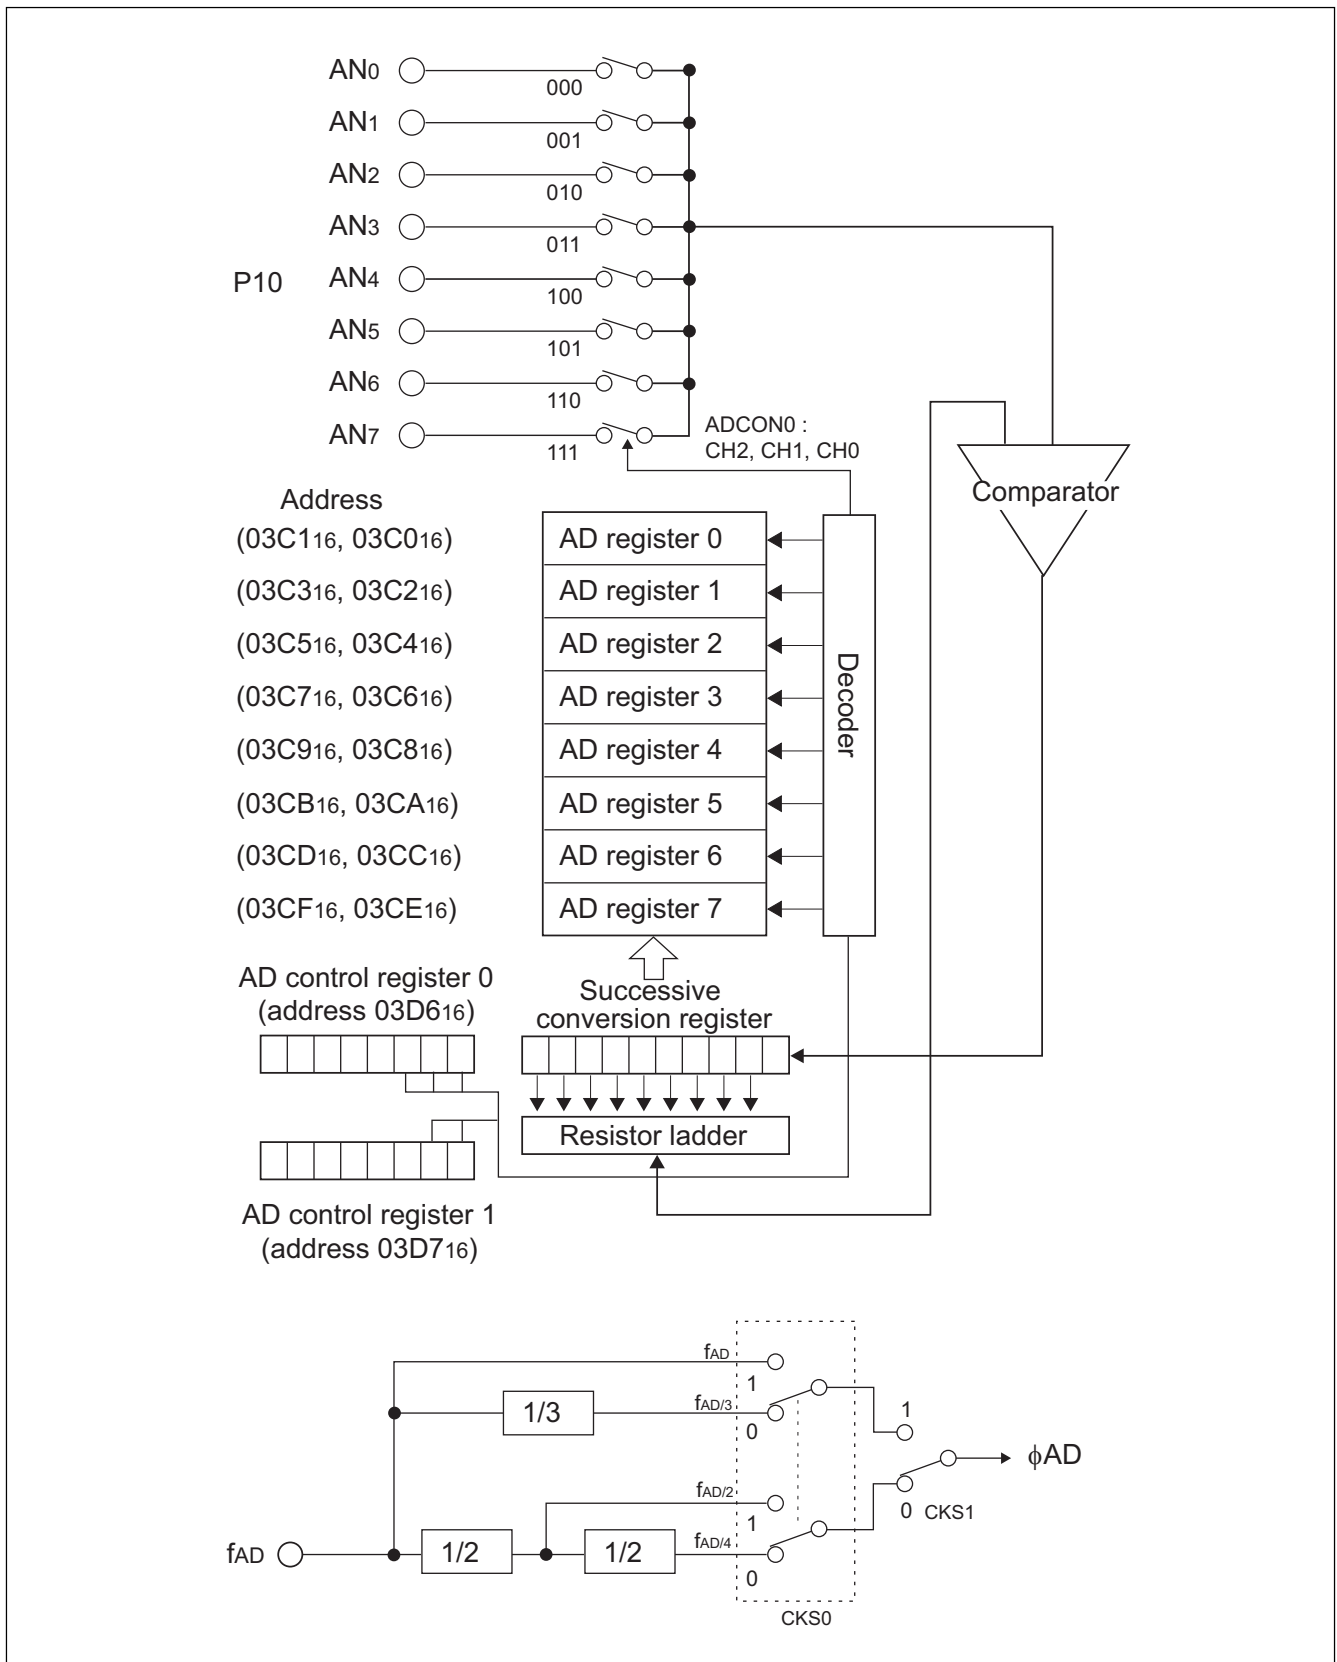 AN0
000
AN1
001
AN2
010
AN3
011
P10
AN4
100
AN5
101
AN6
110
AN7
111
ADCON0 :
CH2, CH1, CH0
Comparator
Address
(03C116, 03C016)
AD register 0
(03C316, 03C216)
AD register 1
(03C516, 03C416)
AD register 2
(03C716, 03C616)
AD register 3
(03C916, 03C816)
AD register 4
(03CB16, 03CA16)
AD register 5
(03CD16, 03CC16)
AD register 6
(03CF16, 03CE16)
AD register 7
Decoder
AD control register 0
(address 03D616)
Successive
conversion register
Resistor ladder
AD control register 1
(address 03D716)
fAD
1
1/3
fAD/3
0
1
ϕAD
0 CKS1
fAD/2
1
fAD
1/2
1/2
fAD/4
0
CKS0